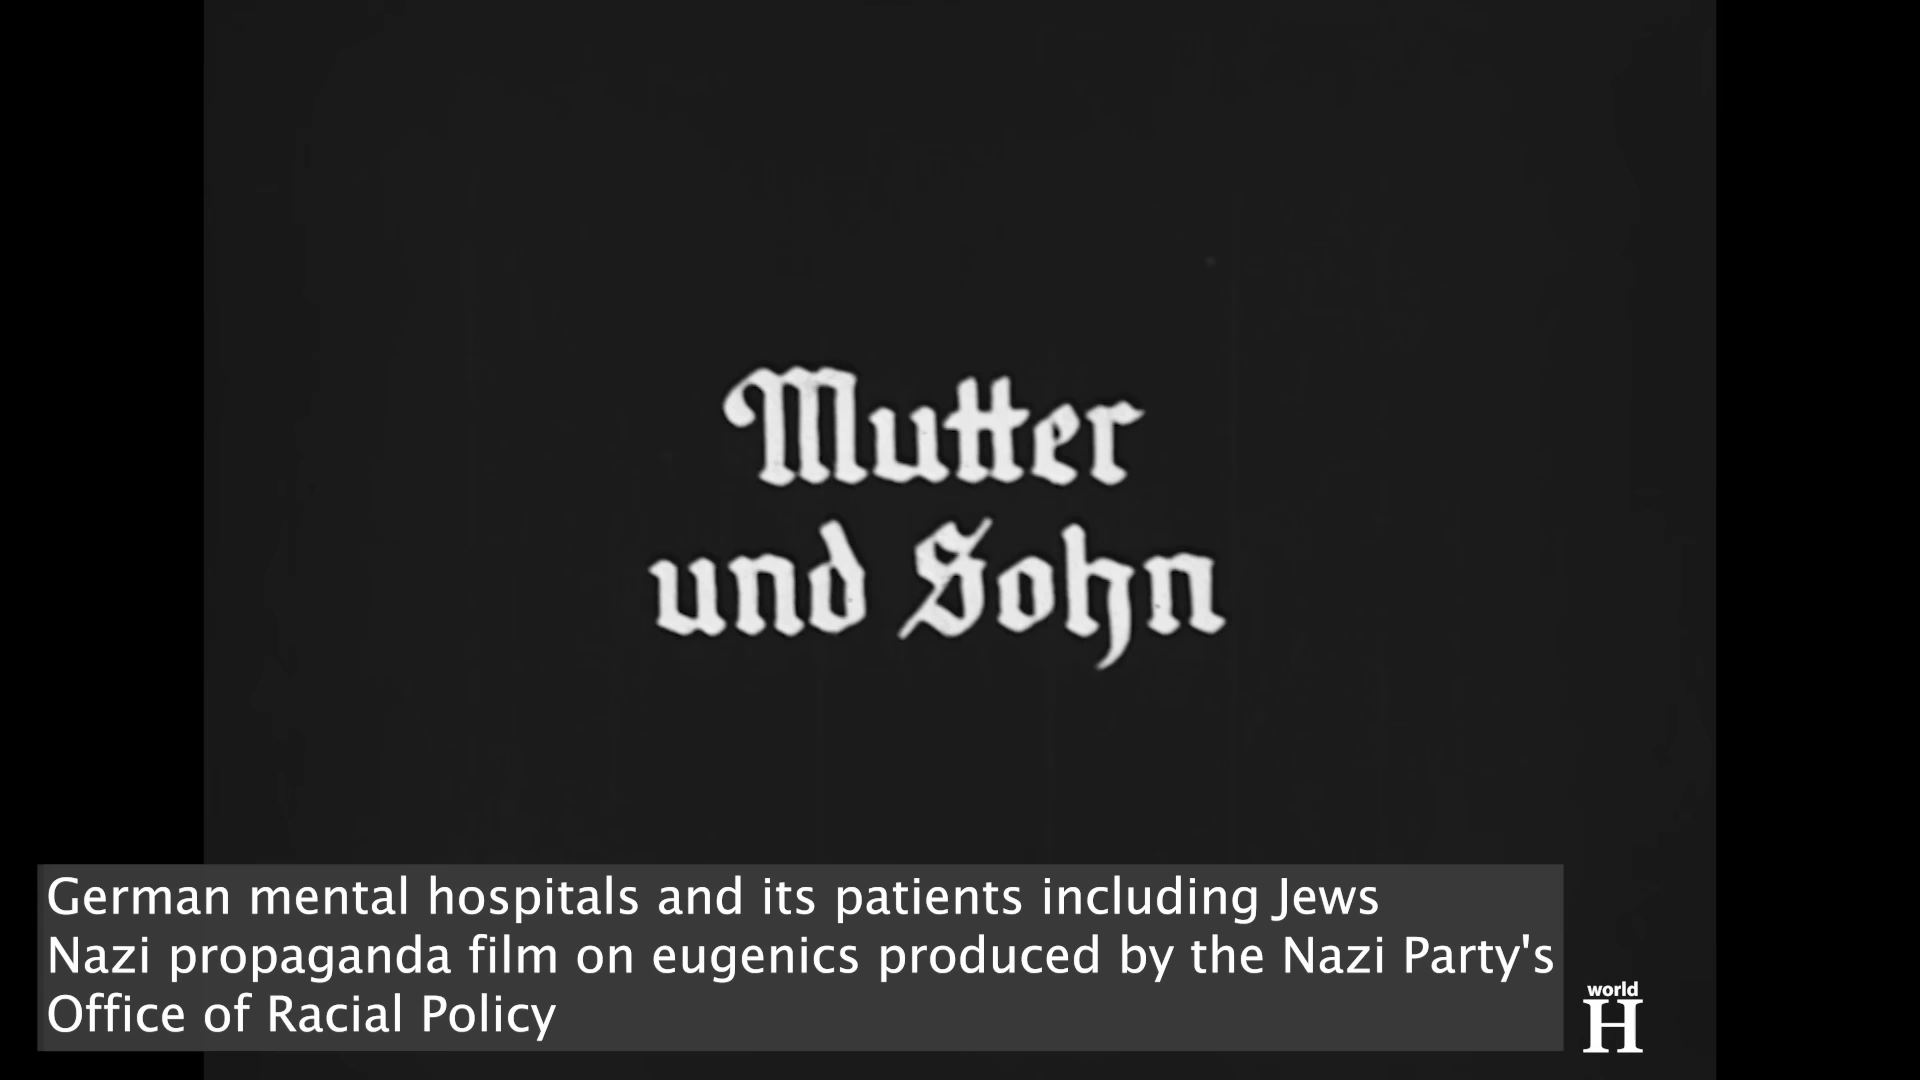 Mutter
und Sohn
German mental hospitals and its patients including Jews
Nazi propaganda film on eugenics produced by the Nazi Party's
Office of Racial Policy
world
H